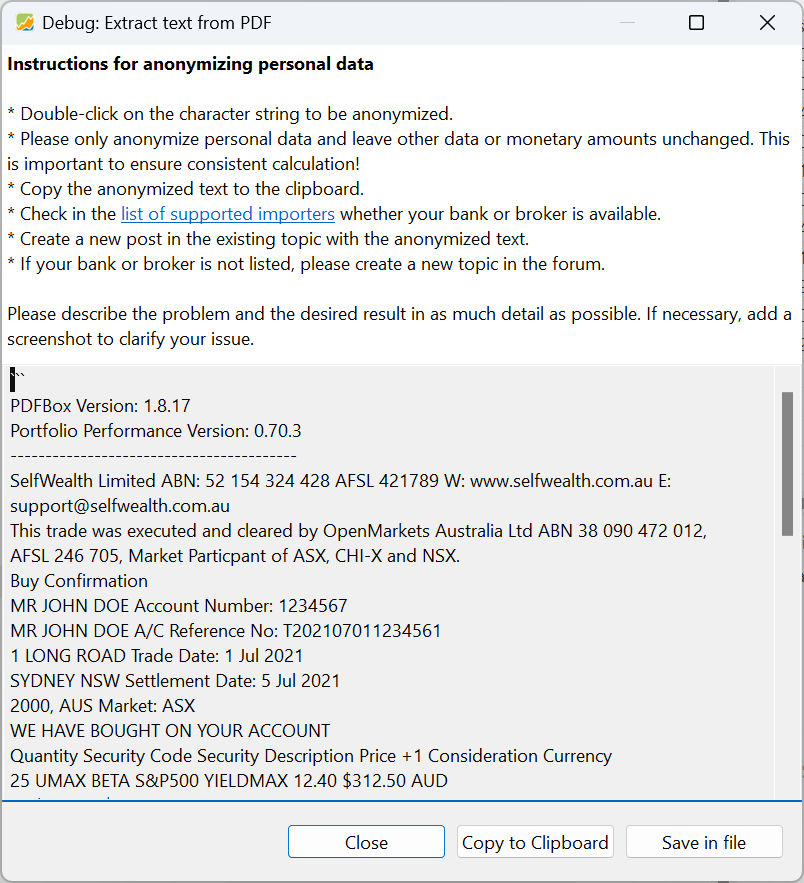 Debug: Extract text from PDF
Instructions for anonymizing personal data
* Double-click on the character string to be anonymized.
* Please only anonymize personal data and leave other data or monetary amounts unchanged. This
is important to ensure consistent calculation!
* Copy the anonymized text to the clipboard.
* Check in the list of supported importers whether your bank or broker is available.
* Create a new post in the existing topic with the anonymized text.
* If your bank or broker is not listed, please create a new topic in the forum.
Please describe the problem and the desired result in as much detail as possible. If necessary, add a
screenshot to clarify your issue.
```
PDFBox Version: 1.8.17
Portfolio Performance Version: 0.70.3
-----------------------------------------
SelfWealth Limited ABN: 52 154 324 428 AFSL 421789 W: www.selfwealth.com.au E:
support@selfwealth.com.au
This trade was executed and cleared by OpenMarkets Australia Ltd ABN 38 090 472 012,
AFSL 246 705, Market Particpant of ASX, CHI-X and NSX.
Buy Confirmation
MR JOHN DOE Account Number: 1234567
MR JOHN DOE A/C Reference No: T202107011234561
1 LONG ROAD Trade Date: 1 Jul 2021
SYDNEY NSW Settlement Date: 5 Jul 2021
2000, AUS Market: ASX
WE HAVE BOUGHT ON YOUR ACCOUNT
Quantity Security Code Security Description Price +1 Consideration Currency
25 UMAX BETA S&P500 YIELDMAX 12.40 $312.50 AUD
Close
Copy to Clipboard
Save in file